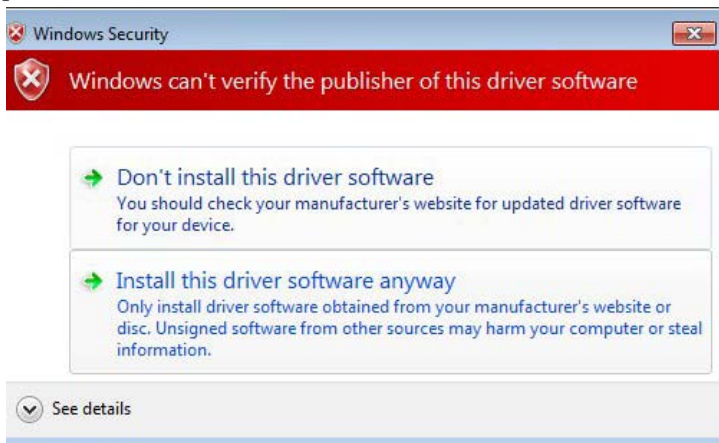 Windows Security
Windows can't verify the publisher of this driver software
Don't install this driver software
You should check your manufacturer's website for updated driver software
for your device.
Install this driver software anyway
Only install driver software obtained from your manufacturer's website or
disc. Unsigned software from other sources may harm your computer or steal
information.
See details